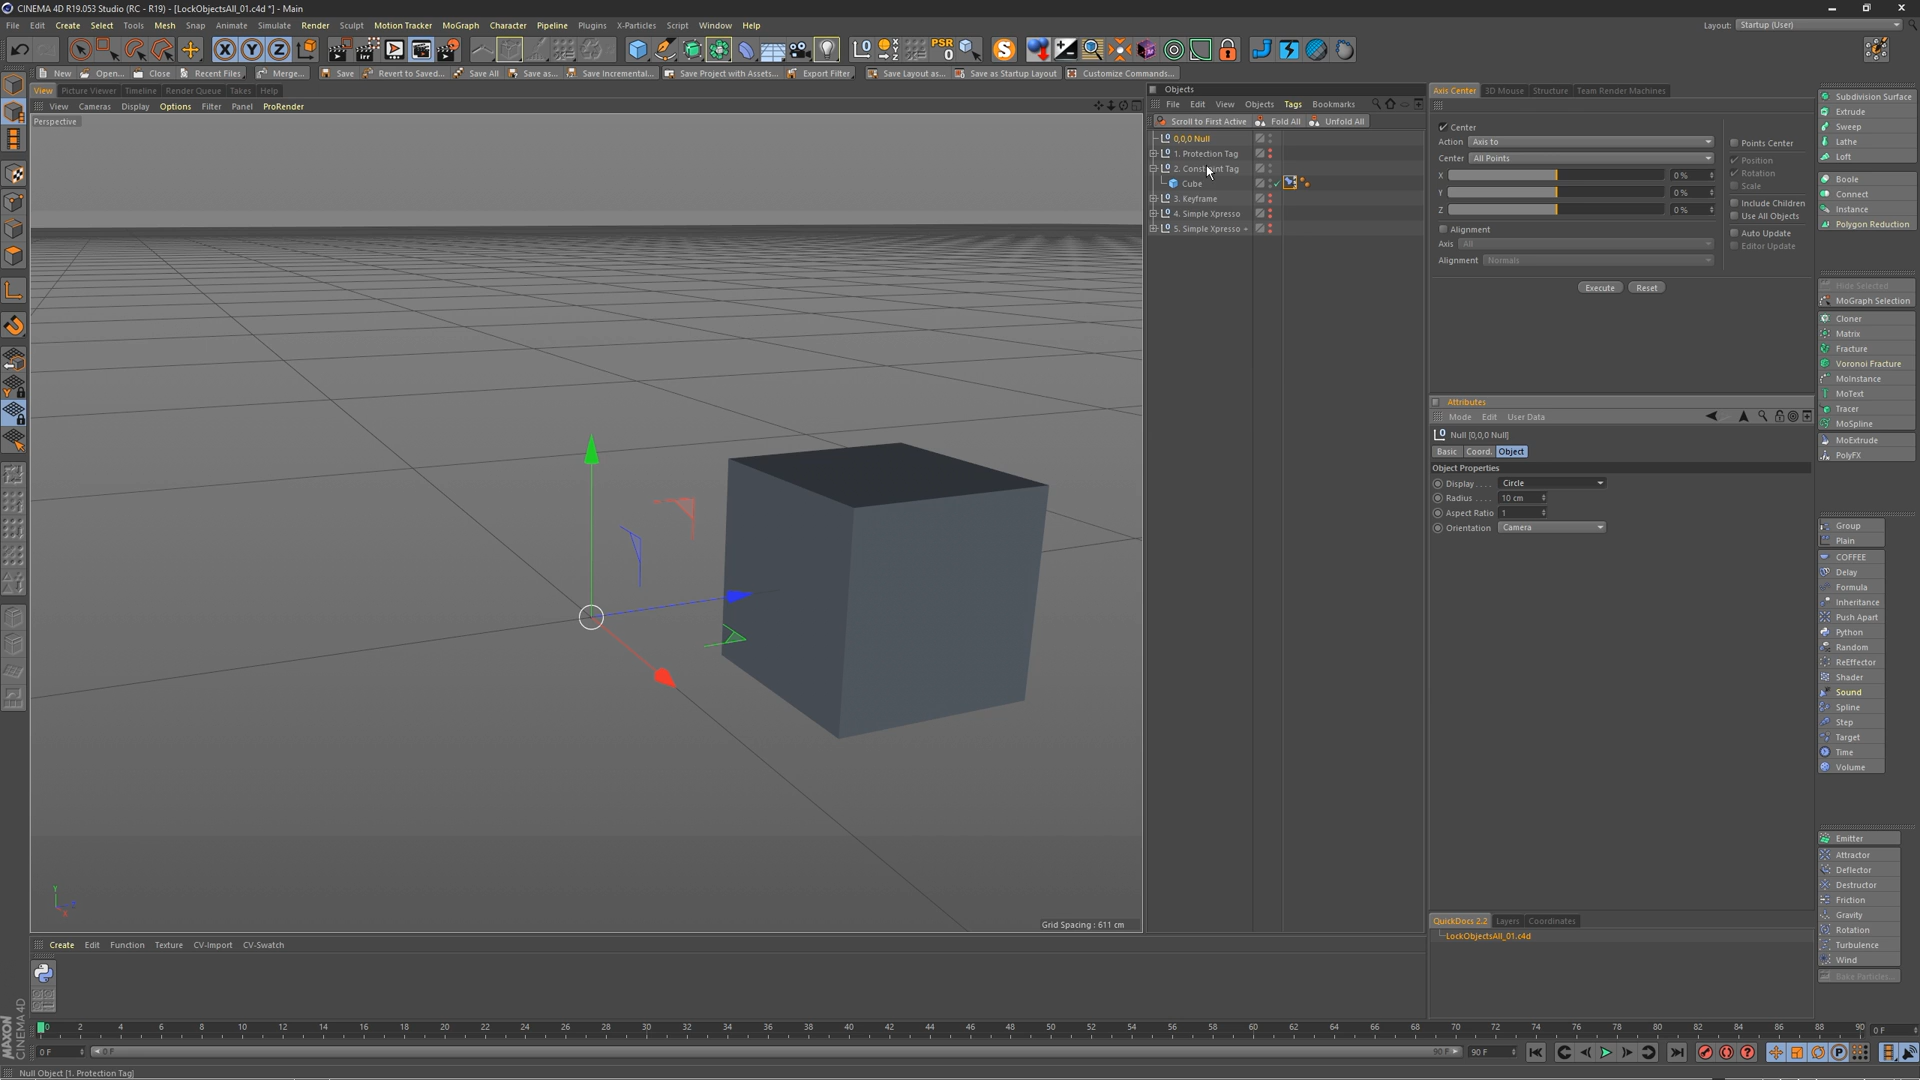 CINEMA 4D R19.053 Studio (RC - R19) - [LockObjectsAll_01.c4d *] - Main
File Edit Create Select Tools Mesh Snap Animate Simulate Render Sculpt Motion Tracker MoGraph Character Pipeline Plugins X-Particles Script Window Help
Layout: Startup (User)
X Y Z
PSR
0
New Open... Close Recent Files Merge... Save Revert to Saved... Save All Save as... Save Incremental... Save Project with Assets... Export Filter Save Layout as... Save as Startup Layout Customize Commands...
View Picture Viewer Timeline Render Queue Takes Help
View Cameras Display Options Filter Panel ProRender
Perspective
Grid Spacing : 611 cm
Objects
File Edit View Objects Tags Bookmarks
Scroll to First Active Fold All Unfold All
0,0,0 Null
1. Protection Tag
2. Constraint Tag
Cube
3. Keyframe
4. Simple Xpresso
5. Simple Xpresso +
Axis Center 3D Mouse Structure Team Render Machines
Center
Action Axis to
Points Center
Center All Points
Position
X 0 %
Rotation
Scale
Y 0 %
Include Children
Z 0 %
Use All Objects
Alignment
Auto Update
Axis All
Editor Update
Alignment Normals
Execute Reset
Attributes
Mode Edit User Data
Null [0,0,0 Null]
Basic Coord. Object
Object Properties
Display . . . . Circle
Radius . . . . 10 cm
Aspect Ratio 1
Orientation Camera
QuickDocs 2.2 Layers Coordinates
LockObjectsAll_01.c4d
Subdivision Surface
Extrude
Sweep
Lathe
Loft
Boole
Connect
Instance
Polygon Reduction
Hide Selected
MoGraph Selection
Cloner
Matrix
Fracture
Voronoi Fracture
MoInstance
MoText
Tracer
MoSpline
MoExtrude
PolyFX
Group
Plain
COFFEE
Delay
Formula
Inheritance
Push Apart
Python
Random
ReEffector
Shader
Sound
Spline
Step
Target
Time
Volume
Emitter
Attractor
Deflector
Destructor
Friction
Gravity
Rotation
Turbulence
Wind
Bake Particles...
Create Edit Function Texture CV-Import CV-Swatch
0 2 4 6 8 10 12 14 16 18 20 22 24 26 28 30 32 34 36 38 40 42 44 46 48 50 52 54 56 58 60 62 64 66 68 70 72 74 76 78 80 82 84 86 88 90 0 F
0 F 0 F 90 F 90 F
MAXON
CINEMA 4D
Null Object [1. Protection Tag]